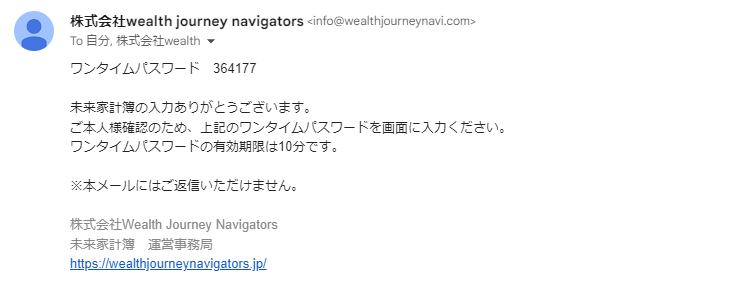 株式会社wealth journey navigators <info@wealthjourneynavi.com>
To 自分, 株式会社wealth
ワンタイムパスワード　364177
未来家計簿の入力ありがとうございます。
ご本人様確認のため、上記のワンタイムパスワードを画面に入力ください。
ワンタイムパスワードの有効期限は10分です。
※本メールにはご返信いただけません。
株式会社Wealth Journey Navigators
未来家計簿　運営事務局
https://wealthjourneynavigators.jp/